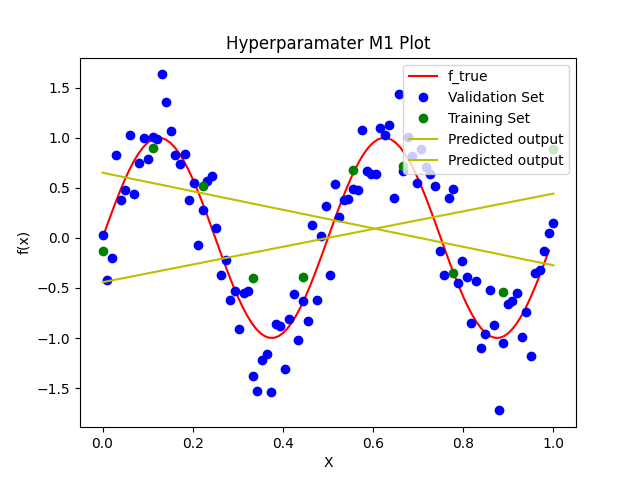 Hyperparamater M1 Plot
f_true
Validation Set
Training Set
Predicted output
Predicted output
f(x)
1.5
1.0
0.5
0.0
−0.5
−1.0
−1.5
0.0 0.2 0.4 0.6 0.8 1.0
X